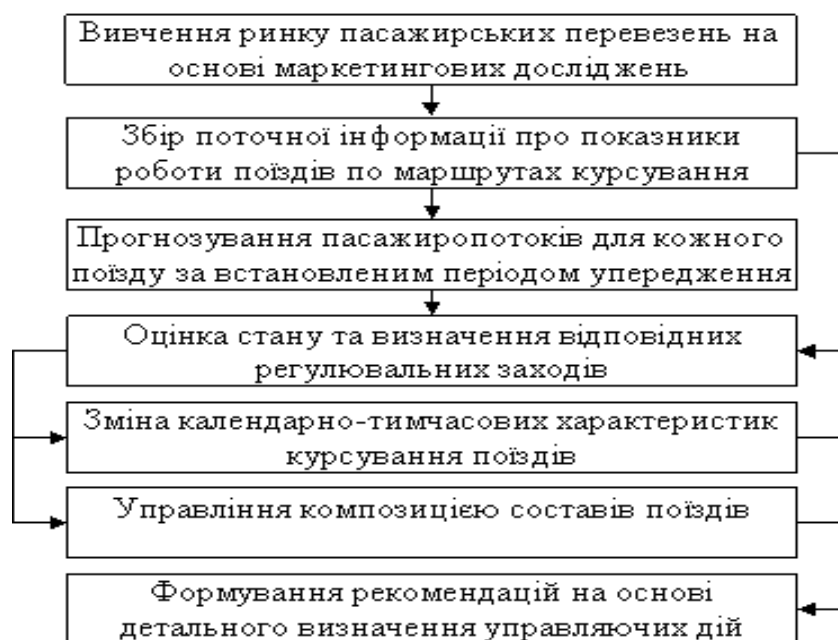 Вивчення ринку пасажирських перевезень на
основі маркетингових досліджень
Збір поточної інформації про показники
роботи поїздів по маршрутах курсування
Прогнозування пасажиропотоків для кожного
поїзду за встановленим періодом упередження
Оцінка стану та визначення відповідних
регулювальних заходів
Зміна календарно-тимчасових характеристик
курсування поїздів
Управління композицією составів поїздів
Формування рекомендацій на основі
детального визначення управляючих дій